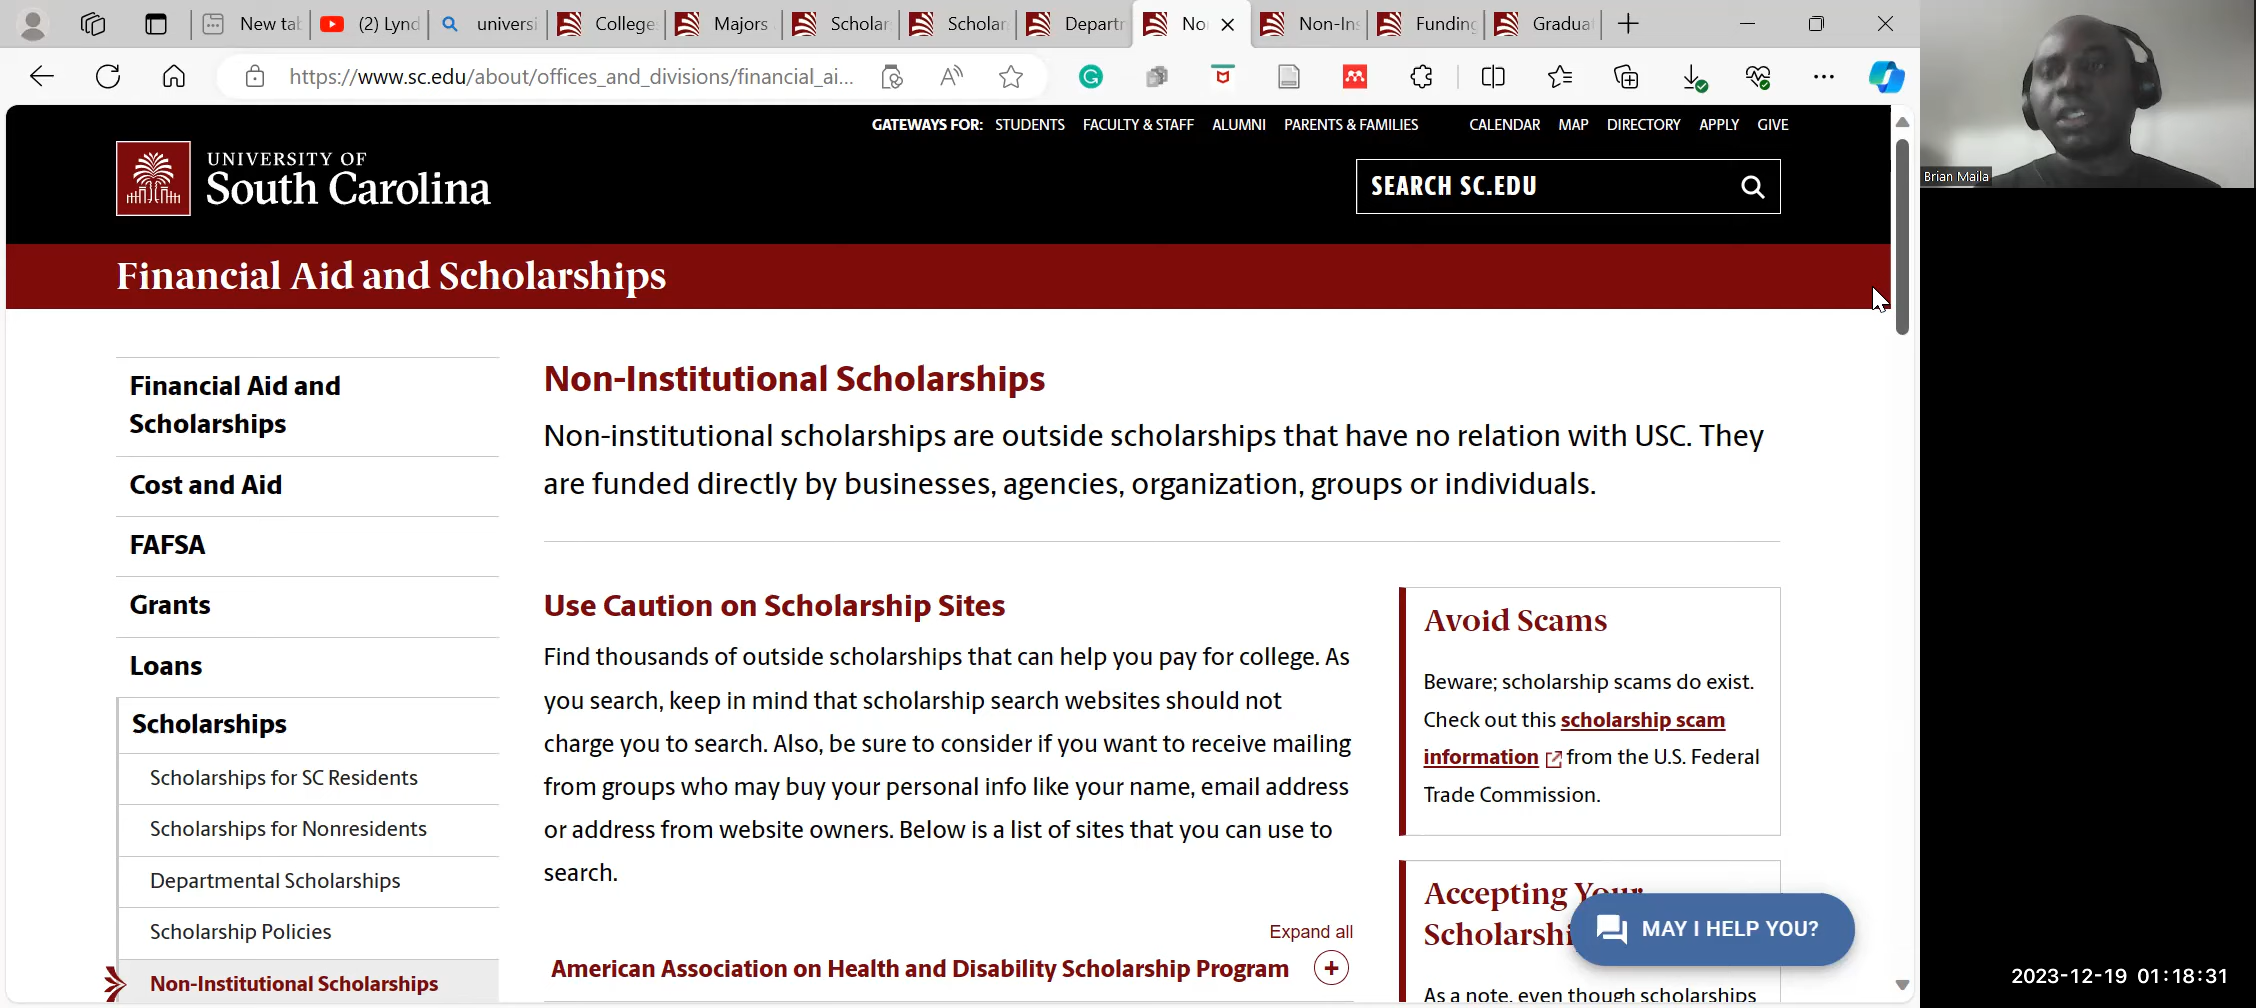 New tab
(2) Lynd
universi
College
Majors
Scholar
Scholar
Departm
No
Non-Ins
Funding
Gradua
https://www.sc.edu/about/offices_and_divisions/financial_ai...
GATEWAYS FOR: STUDENTS FACULTY & STAFF ALUMNI PARENTS & FAMILIES CALENDAR MAP DIRECTORY APPLY GIVE
UNIVERSITY OF
South Carolina
SEARCH SC.EDU
Brian Maila
Financial Aid and Scholarships
Financial Aid and
Scholarships
Cost and Aid
FAFSA
Grants
Loans
Scholarships
Scholarships for SC Residents
Scholarships for Nonresidents
Departmental Scholarships
Scholarship Policies
Non-Institutional Scholarships
Non-Institutional Scholarships
Non-institutional scholarships are outside scholarships that have no relation with USC. They
are funded directly by businesses, agencies, organization, groups or individuals.
Use Caution on Scholarship Sites
Find thousands of outside scholarships that can help you pay for college. As
you search, keep in mind that scholarship search websites should not
charge you to search. Also, be sure to consider if you want to receive mailing
from groups who may buy your personal info like your name, email address
or address from website owners. Below is a list of sites that you can use to
search.
Expand all
American Association on Health and Disability Scholarship Program
Avoid Scams
Beware; scholarship scams do exist.
Check out this scholarship scam
information from the U.S. Federal
Trade Commission.
Accepting Your
Scholarshi
As a note, even though scholarships
MAY I HELP YOU?
2023-12-19 01:18:31